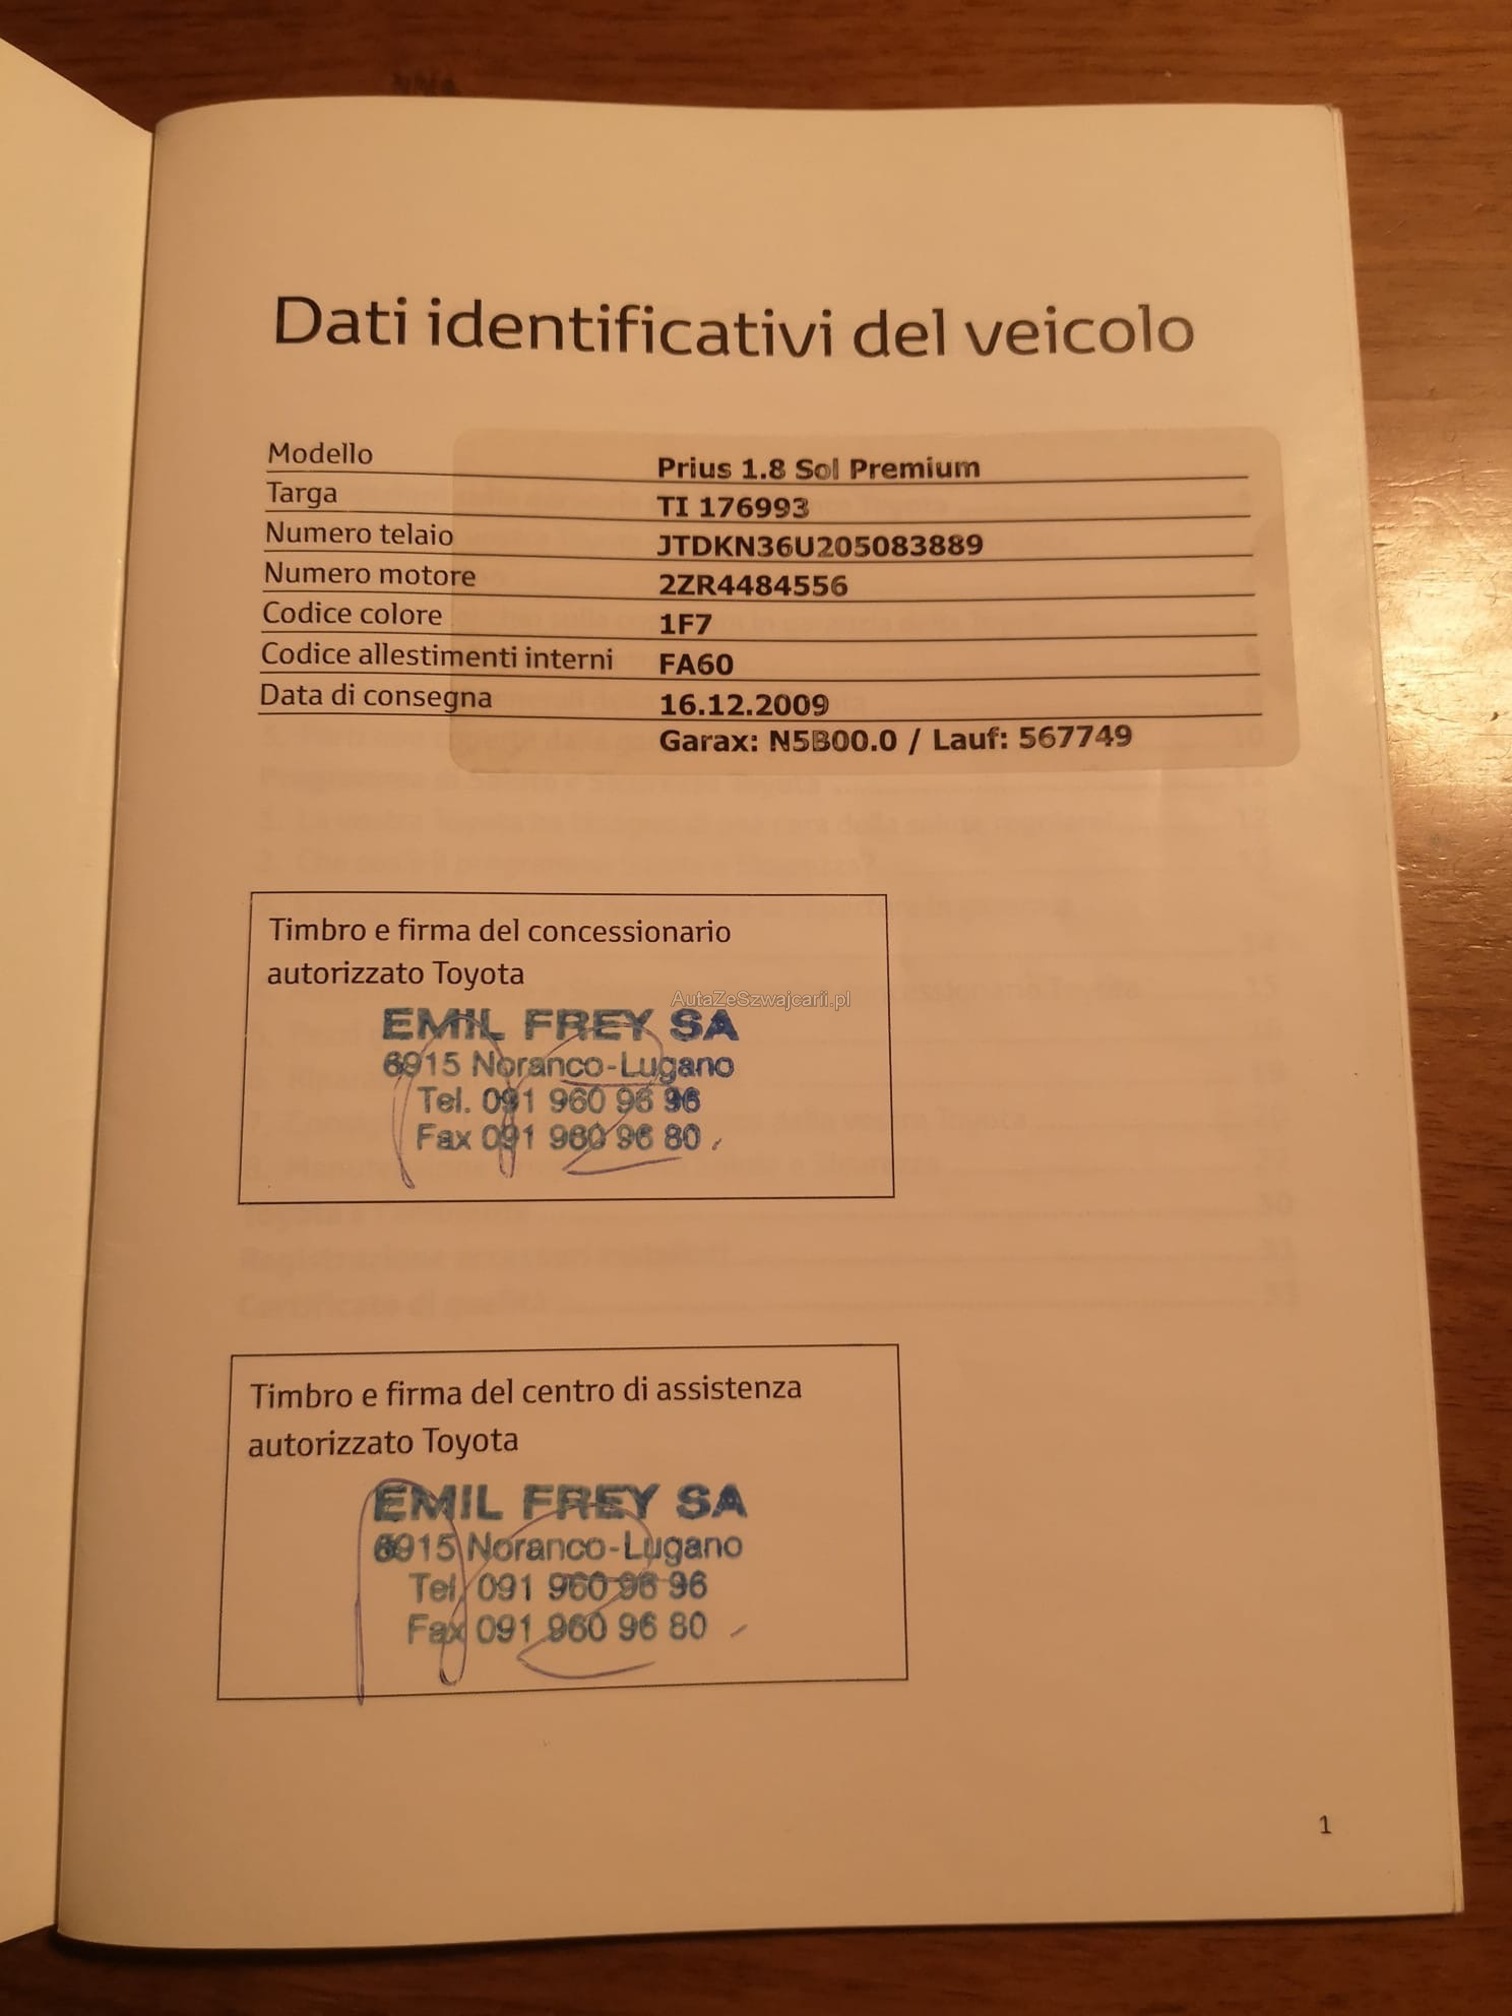 Dati identificativi del veicolo
Modello Prius 1.8 Sol Premium
Targa TI 176993
Numero telaio JTDKN36U205083889
Numero motore 2ZR4484556
Codice colore 1F7
Codice allestimenti interni FA60
Data di consegna 16.12.2009
Garax: N5B00.0 / Lauf: 567749
Timbro e firma del concessionario
autorizzato Toyota
AutaZeSzwajcarii.pl
EMIL FREY SA
6915 Noranco-Lugano
Tel. 091 960 96 96
Fax 091 960 96 80
Timbro e firma del centro di assistenza
autorizzato Toyota
EMIL FREY SA
6915 Noranco-Lugano
Tel. 091 960 96 96
Fax 091 960 96 80
1